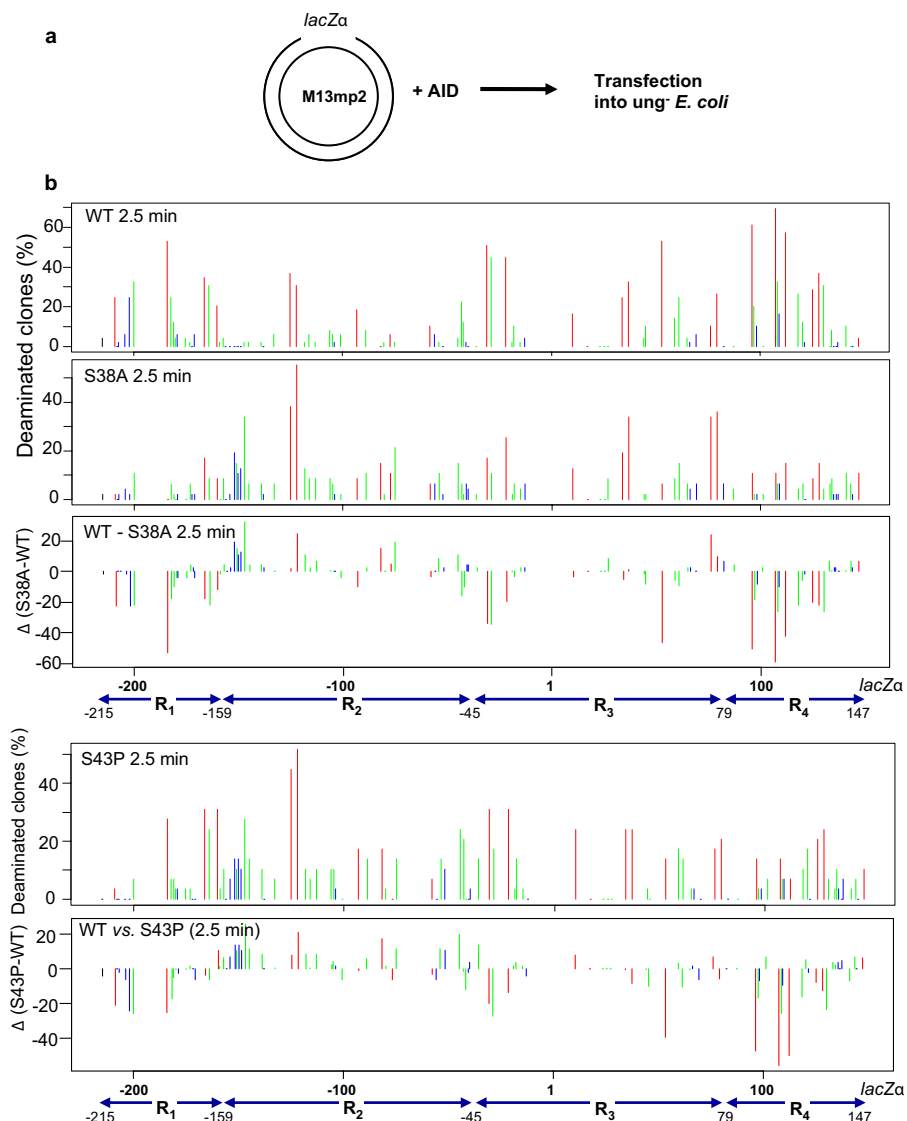 a
lacZα
M13mp2
+ AID
Transfection
into ung- E. coli
b
Deaminated clones (%)
WT 2.5 min
60
40
20
0
S38A 2.5 min
40
20
0
Δ (S38A-WT)
WT - S38A 2.5 min
20
0
-20
-40
-60
-200
-100
1
100
lacZα
R1
R2
R3
R4
-215
-159
-45
79
147
Deaminated clones (%)
S43P 2.5 min
40
20
0
Δ (S43P-WT)
WT vs. S43P (2.5 min)
20
0
-20
-40
-200
-100
1
100
lacZα
R1
R2
R3
R4
-215
-159
-45
79
147